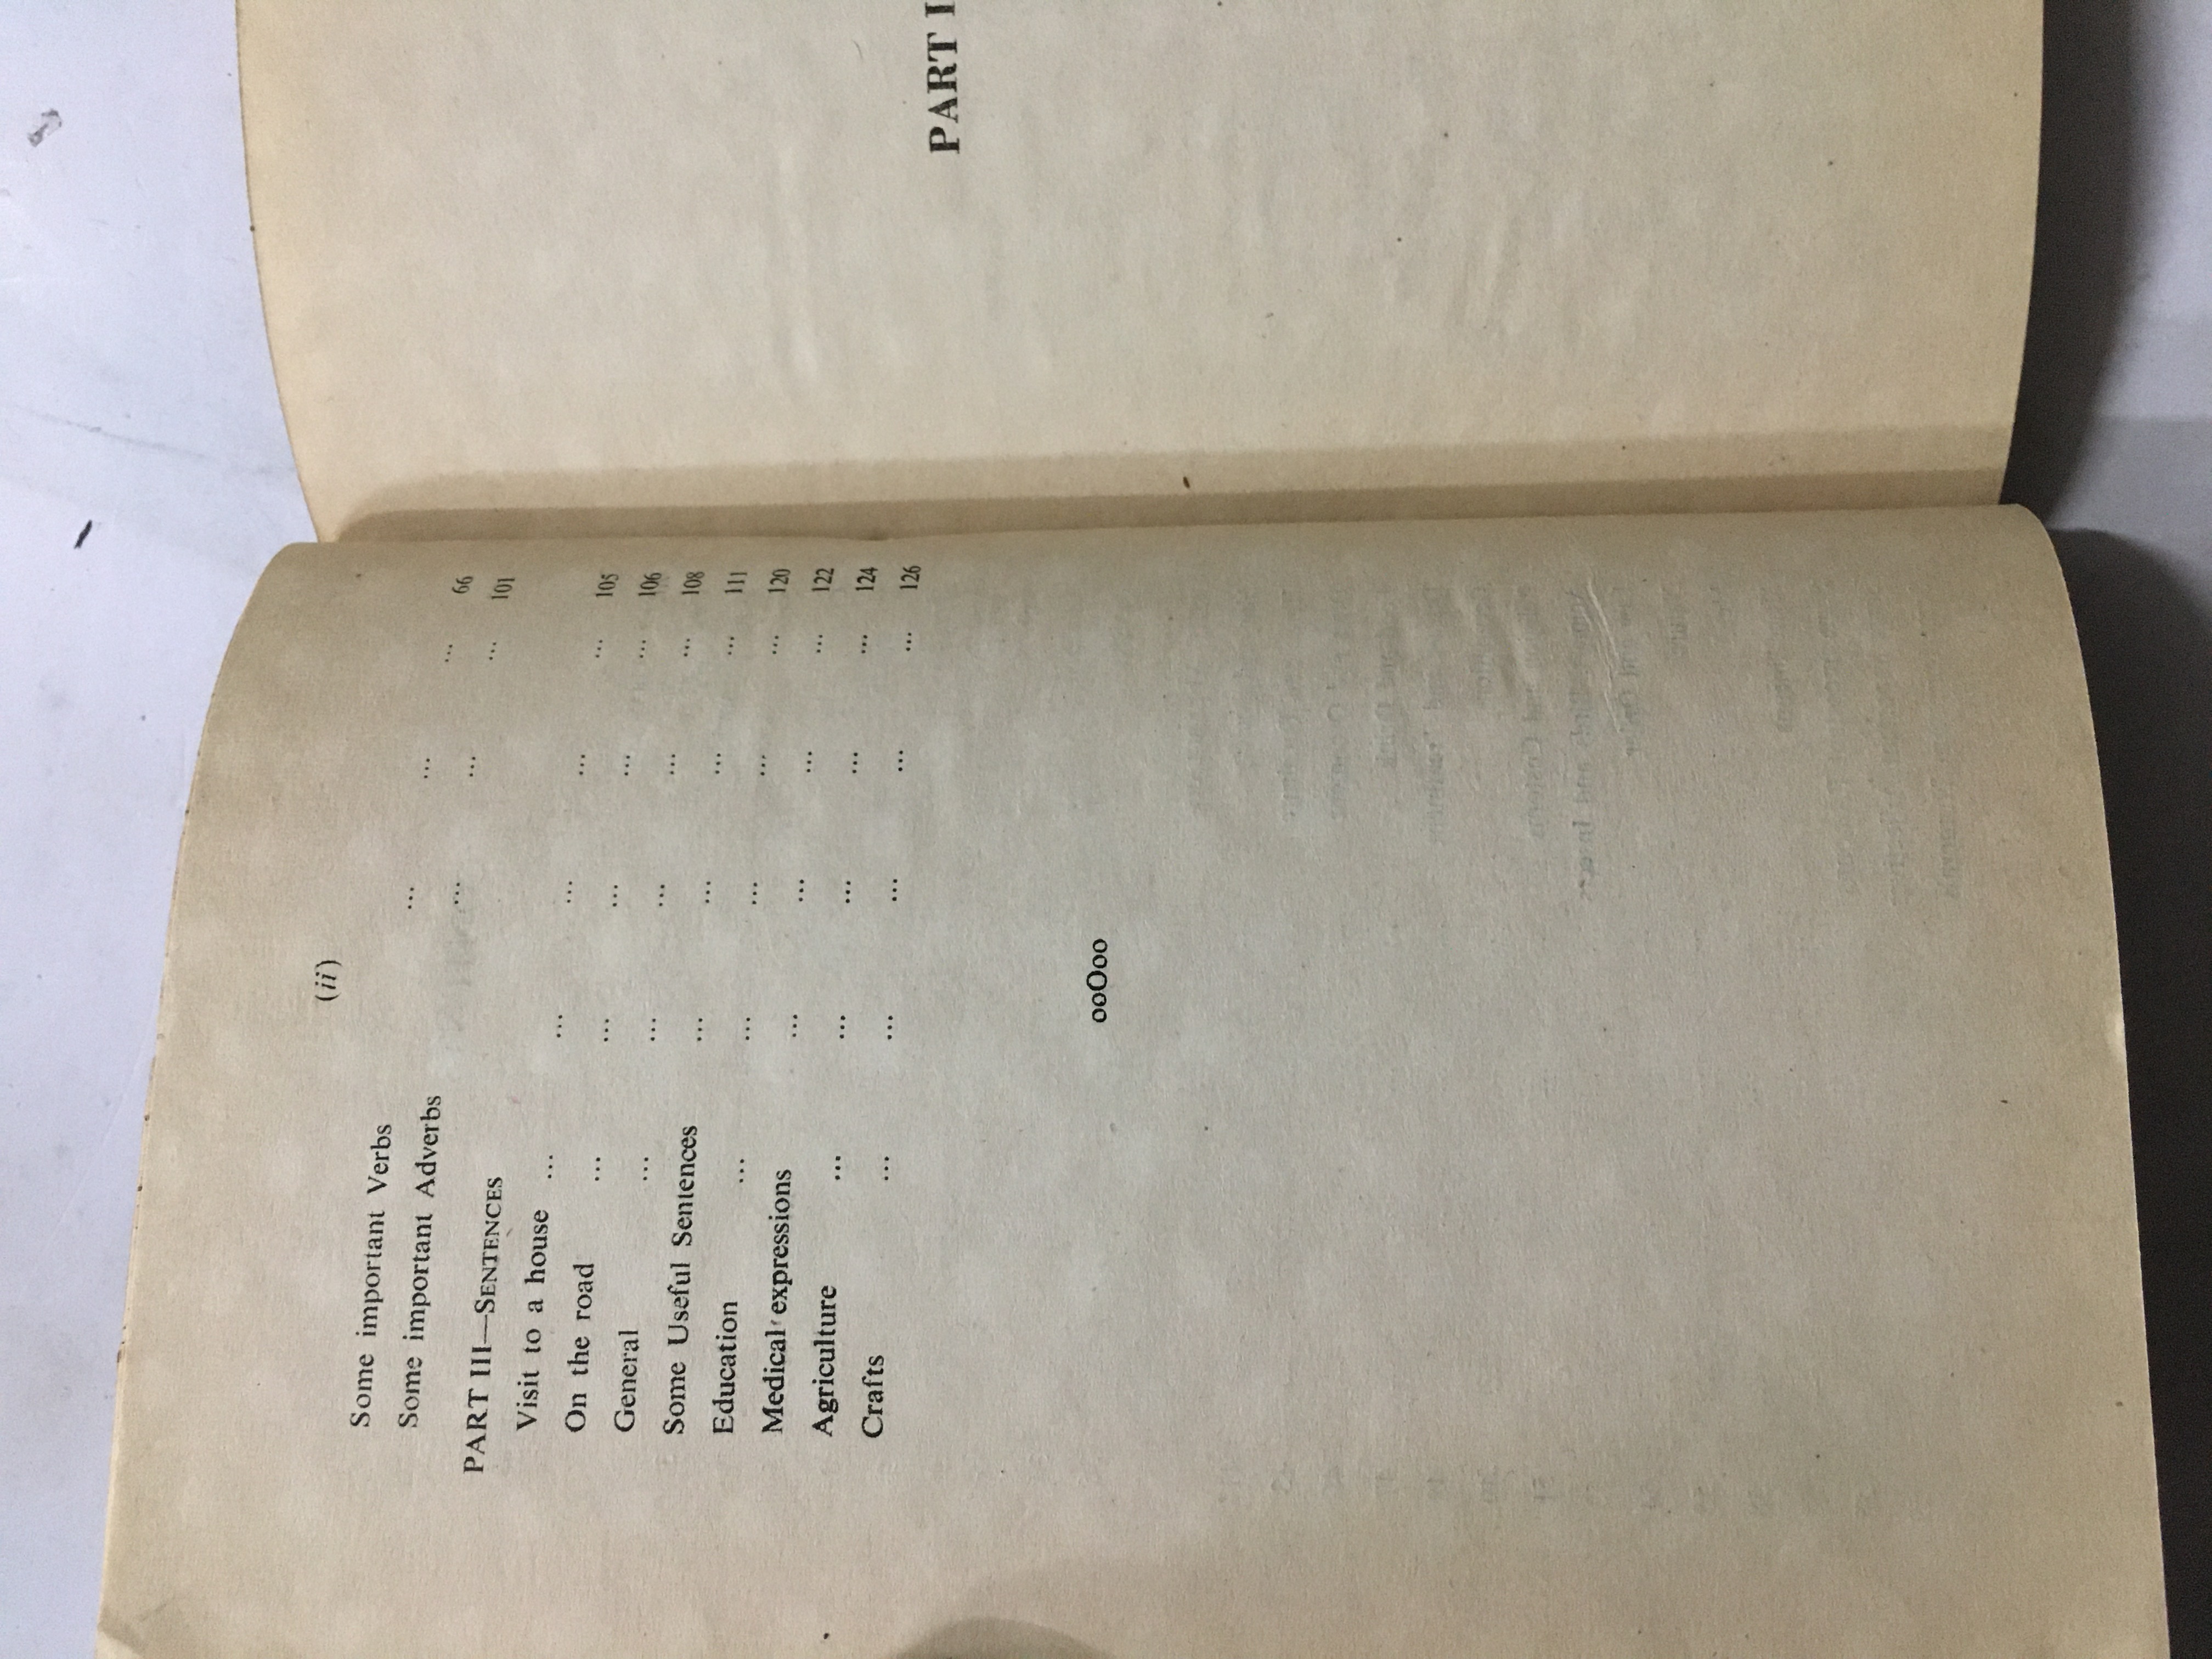 (ii)
Some important Verbs ... ... ... 66
Some important Adverbs ... ... ... 101
PART III—SENTENCES
Visit to a house ... ... ... ... ... 105
On the road ... ... ... ... ... 106
General ... ... ... ... ... 108
Some Useful Sentences ... ... ... ... 111
Education ... ... ... ... ... 120
Medical expressions ... ... ... ... 122
Agriculture ... ... ... ... ... 124
Crafts ... ... ... ... ... 126
ooOoo
PART I